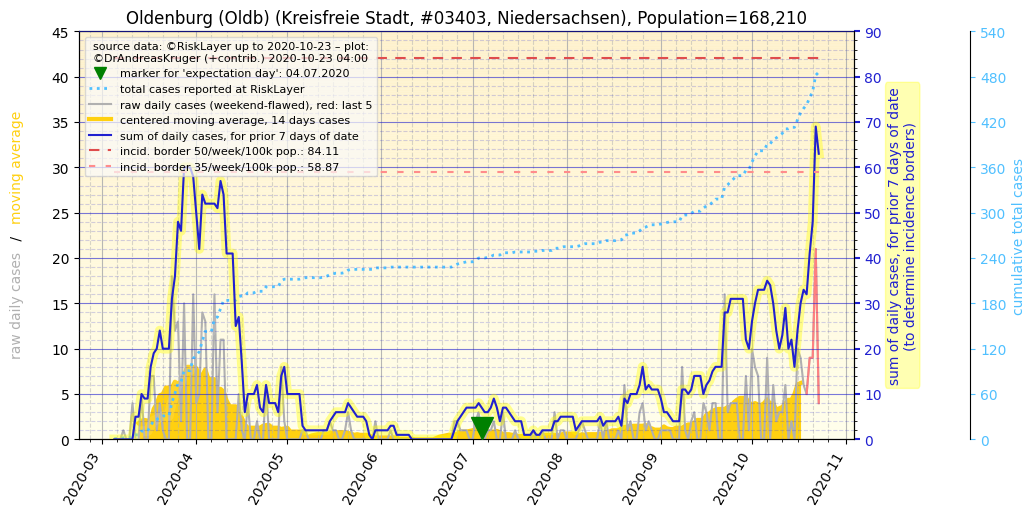 Oldenburg (Oldb) (Kreisfreie Stadt, #03403, Niedersachsen), Population=168,210
source data: ©RiskLayer up to 2020-10-23 – plot:
©DrAndreasKruger (+contrib.) 2020-10-23 04:00
marker for 'expectation day': 04.07.2020
total cases reported at RiskLayer
raw daily cases (weekend-flawed), red: last 5
centered moving average, 14 days cases
sum of daily cases, for prior 7 days of date
incid. border 50/week/100k pop.: 84.11
incid. border 35/week/100k pop.: 58.87
raw daily cases / moving average
45
40
35
30
25
20
15
10
5
0
2020-03
2020-04
2020-05
2020-06
2020-07
2020-08
2020-09
2020-10
2020-11
90
80
70
60
50
40
30
20
10
0
sum of daily cases, for prior 7 days of date
(to determine incidence borders)
540
480
420
360
300
240
180
120
60
0
cumulative total cases